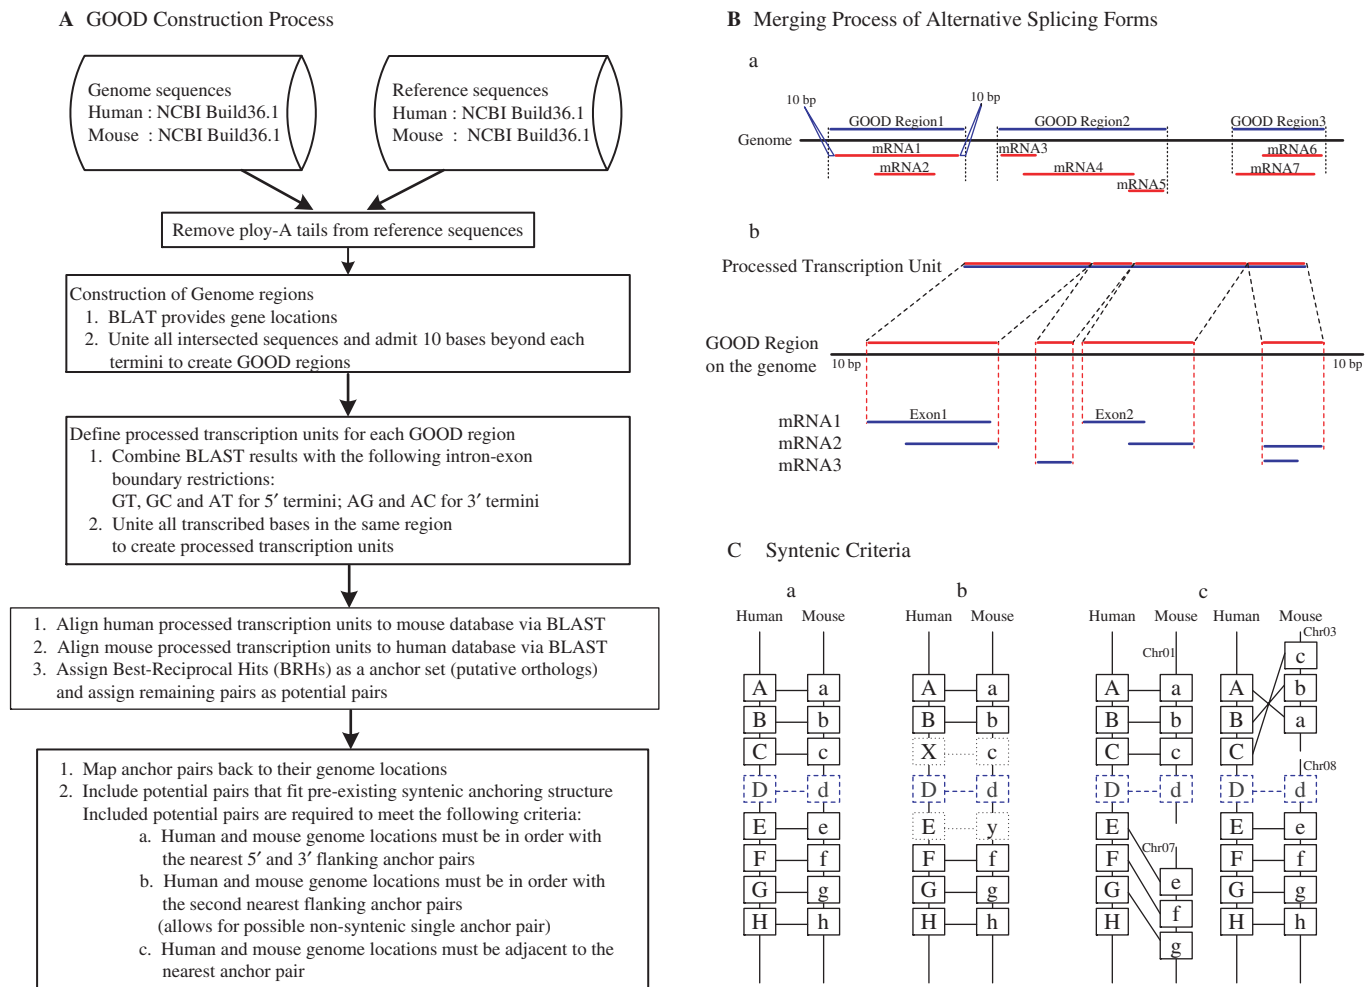 A GOOD Construction Process
Genome sequences
Human : NCBI Build36.1
Mouse : NCBI Build36.1
Reference sequences
Human : NCBI Build36.1
Mouse : NCBI Build36.1
Remove ploy-A tails from reference sequences
Construction of Genome regions
1. BLAT provides gene locations
2. Unite all intersected sequences and admit 10 bases beyond each
termini to create GOOD regions
Define processed transcription units for each GOOD region
1. Combine BLAST results with the following intron-exon
boundary restrictions:
GT, GC and AT for 5′ termini; AG and AC for 3′ termini
2. Unite all transcribed bases in the same region
to create processed transcription units
1. Align human processed transcription units to mouse database via BLAST
2. Align mouse processed transcription units to human database via BLAST
3. Assign Best-Reciprocal Hits (BRHs) as a anchor set (putative orthologs)
and assign remaining pairs as potential pairs
1. Map anchor pairs back to their genome locations
2. Include potential pairs that fit pre-existing syntenic anchoring structure
Included potential pairs are required to meet the following criteria:
a. Human and mouse genome locations must be in order with
the nearest 5′ and 3′ flanking anchor pairs
b. Human and mouse genome locations must be in order with
the second nearest flanking anchor pairs
(allows for possible non-syntenic single anchor pair)
c. Human and mouse genome locations must be adjacent to the
nearest anchor pair
B Merging Process of Alternative Splicing Forms
a
10 bp 10 bp
GOOD Region1 GOOD Region2 GOOD Region3
Genome
mRNA1 mRNA3 mRNA6
mRNA2 mRNA4 mRNA7
mRNA5
b
Processed Transcription Unit
GOOD Region
on the genome
10 bp 10 bp
mRNA1 Exon1 Exon2
mRNA2
mRNA3
C Syntenic Criteria
a
Human Mouse
A a
B b
C c
D d
E e
F f
G g
H h
b
Human Mouse
A a
B b
X c
D d
E y
F f
G g
H h
c
Human Mouse
Chr01
A a
B b
C c
D d
E
Chr07
F e
G f
H g
Human Mouse
Chr03
c
A b
B a
C
Chr08
D d
E e
F f
G g
H h